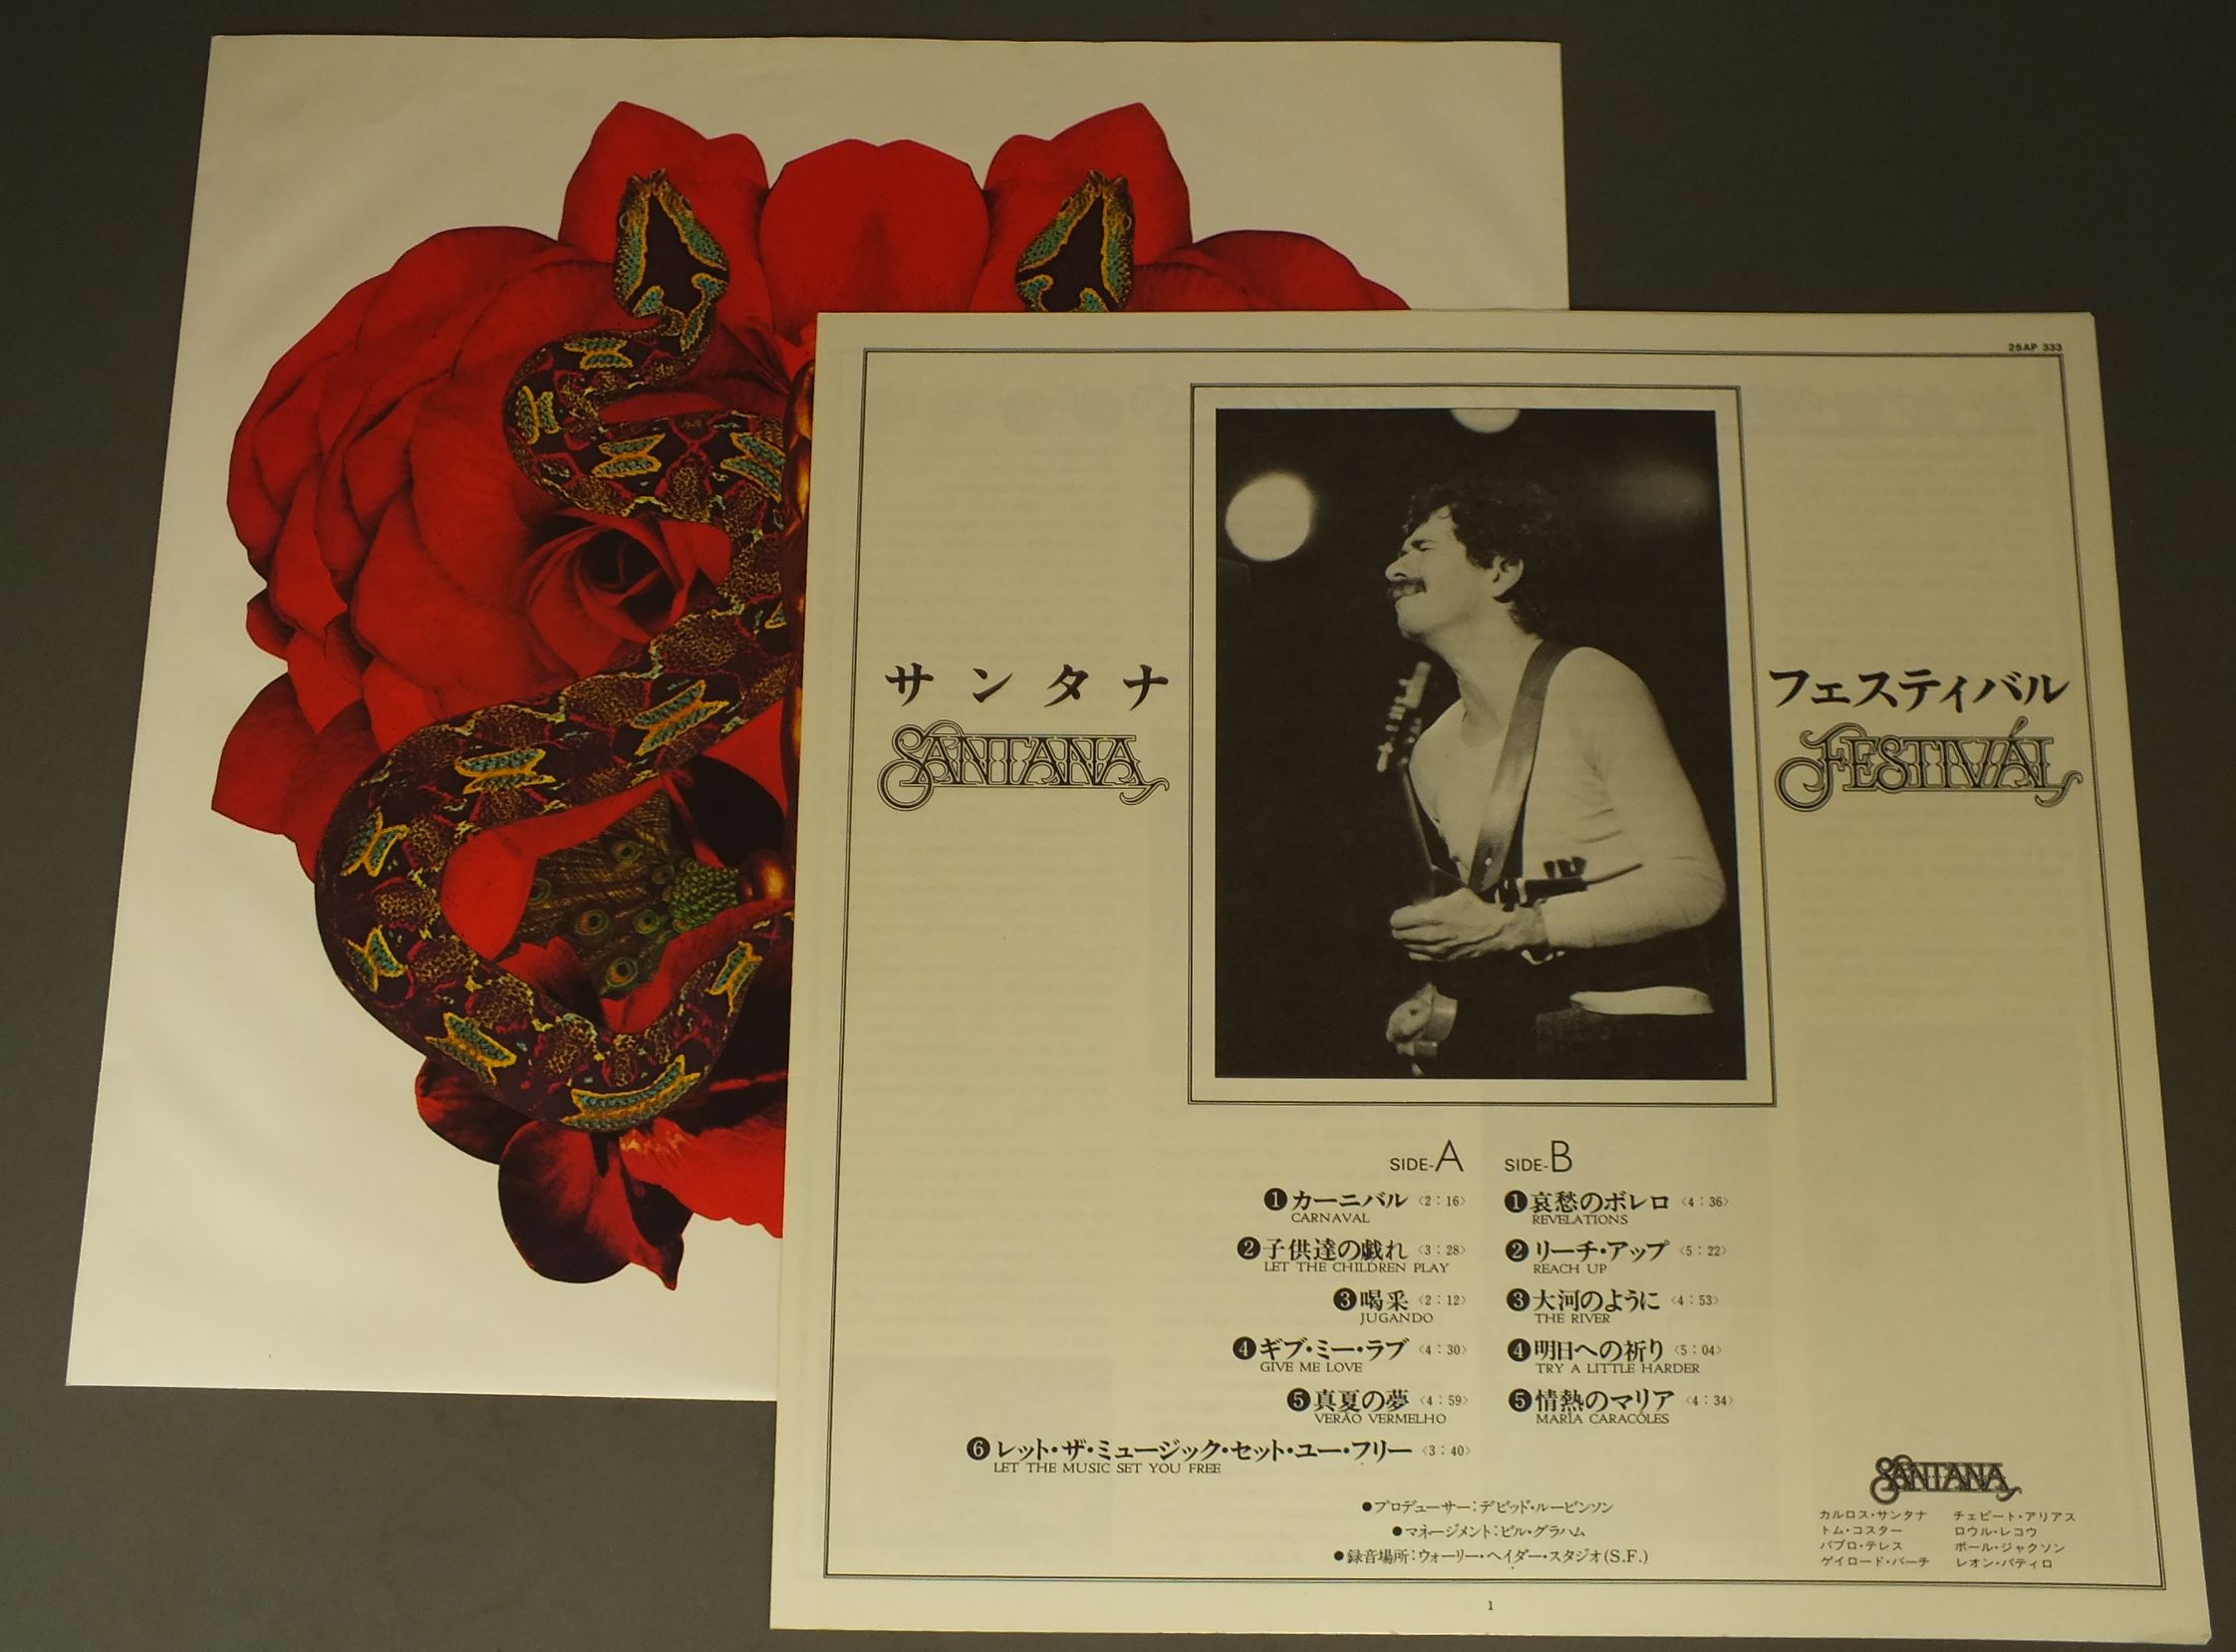 25AP 333
サンタナ
SANTANA
フェスティバル
FESTIVÁL
SIDE-A
❶カーニバル〈2:16〉
CARNAVAL
❷子供達の戯れ〈3:28〉
LET THE CHILDREN PLAY
❸喝采〈2:12〉
JUGANDO
❹ギブ・ミー・ラブ〈4:30〉
GIVE ME LOVE
❺真夏の夢〈4:59〉
VERÃO VERMELHO
❻レット・ザ・ミュージック・セット・ユー・フリー〈3:40〉
LET THE MUSIC SET YOU FREE
SIDE-B
❶哀愁のボレロ〈4:36〉
REVELATIONS
❷リーチ・アップ〈5:22〉
REACH UP
❸大河のように〈4:53〉
THE RIVER
❹明日への祈り〈5:04〉
TRY A LITTLE HARDER
❺情熱のマリア〈4:34〉
MARÍA CARACÓLES
●プロデューサー:デビッド・ルービンソン
●マネージメント:ビル・グラハム
●録音場所:ウォーリー・ヘイダー・スタジオ(S.F.)
SANTANA
カルロス・サンタナ
トム・コスター
パブロ・テレス
ゲイロード・バーチ
チェピート・アリアス
ロウル・レコウ
ポール・ジャクソン
レオン・パティロ
1